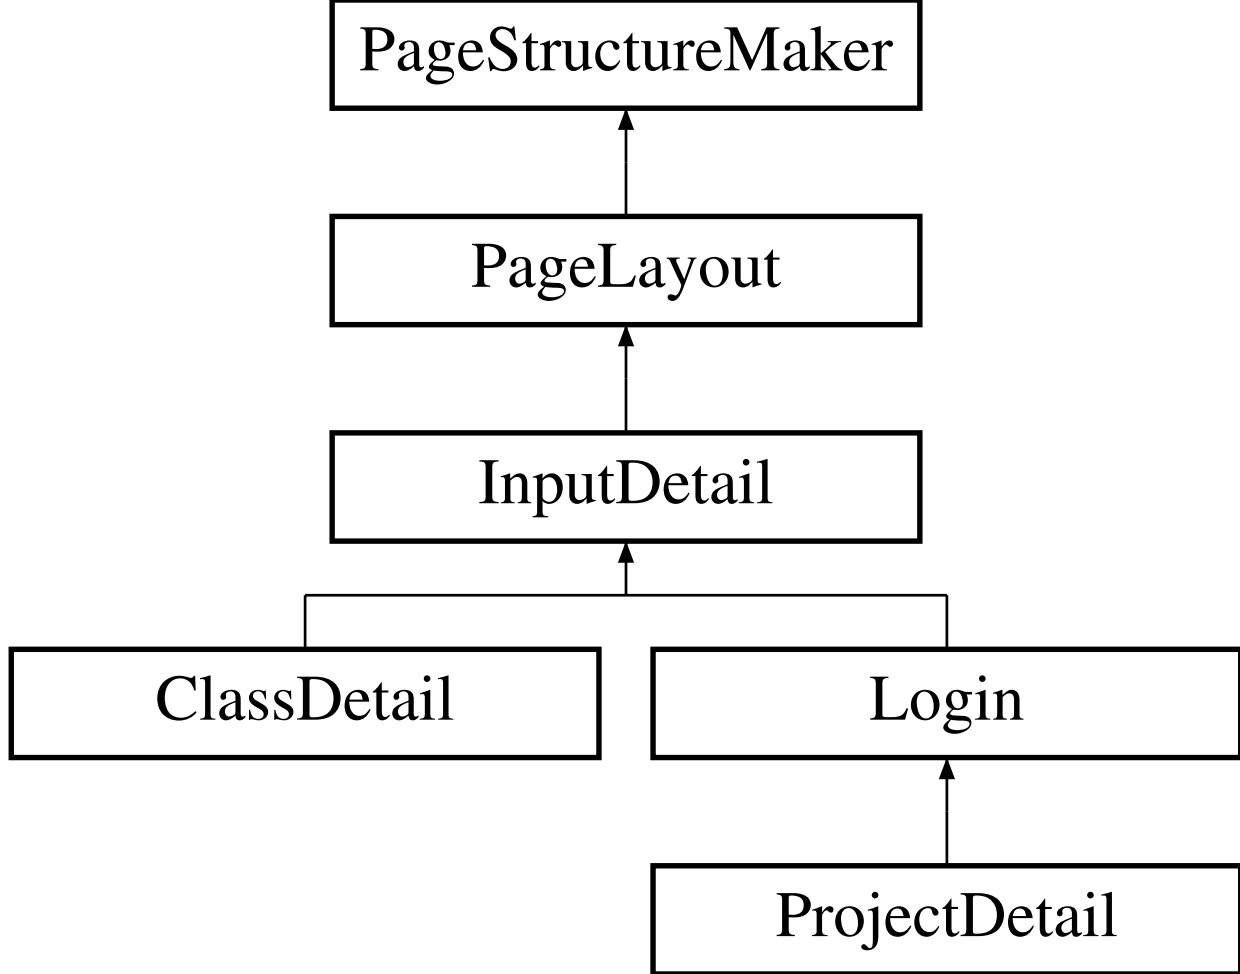 PageStructureMaker
PageLayout
InputDetail
ClassDetail
Login
ProjectDetail